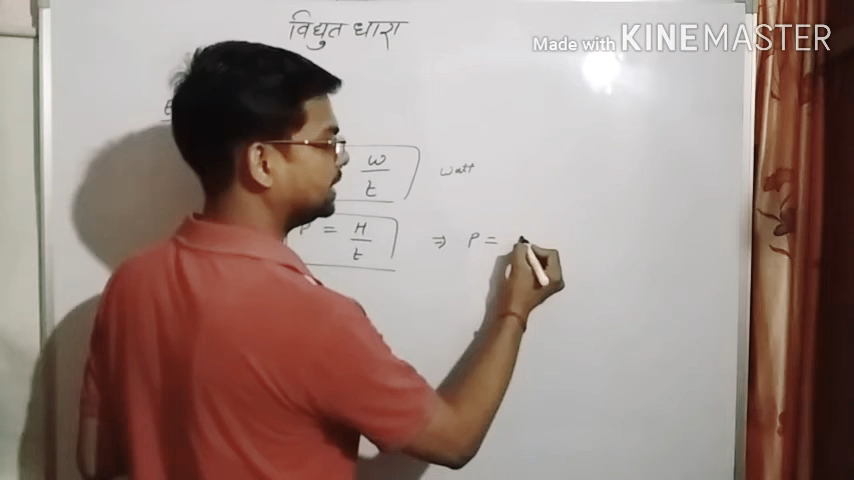 विद्युत धारा
Made with KINEMASTER
w/t watt
P = H/t ⇒ P =